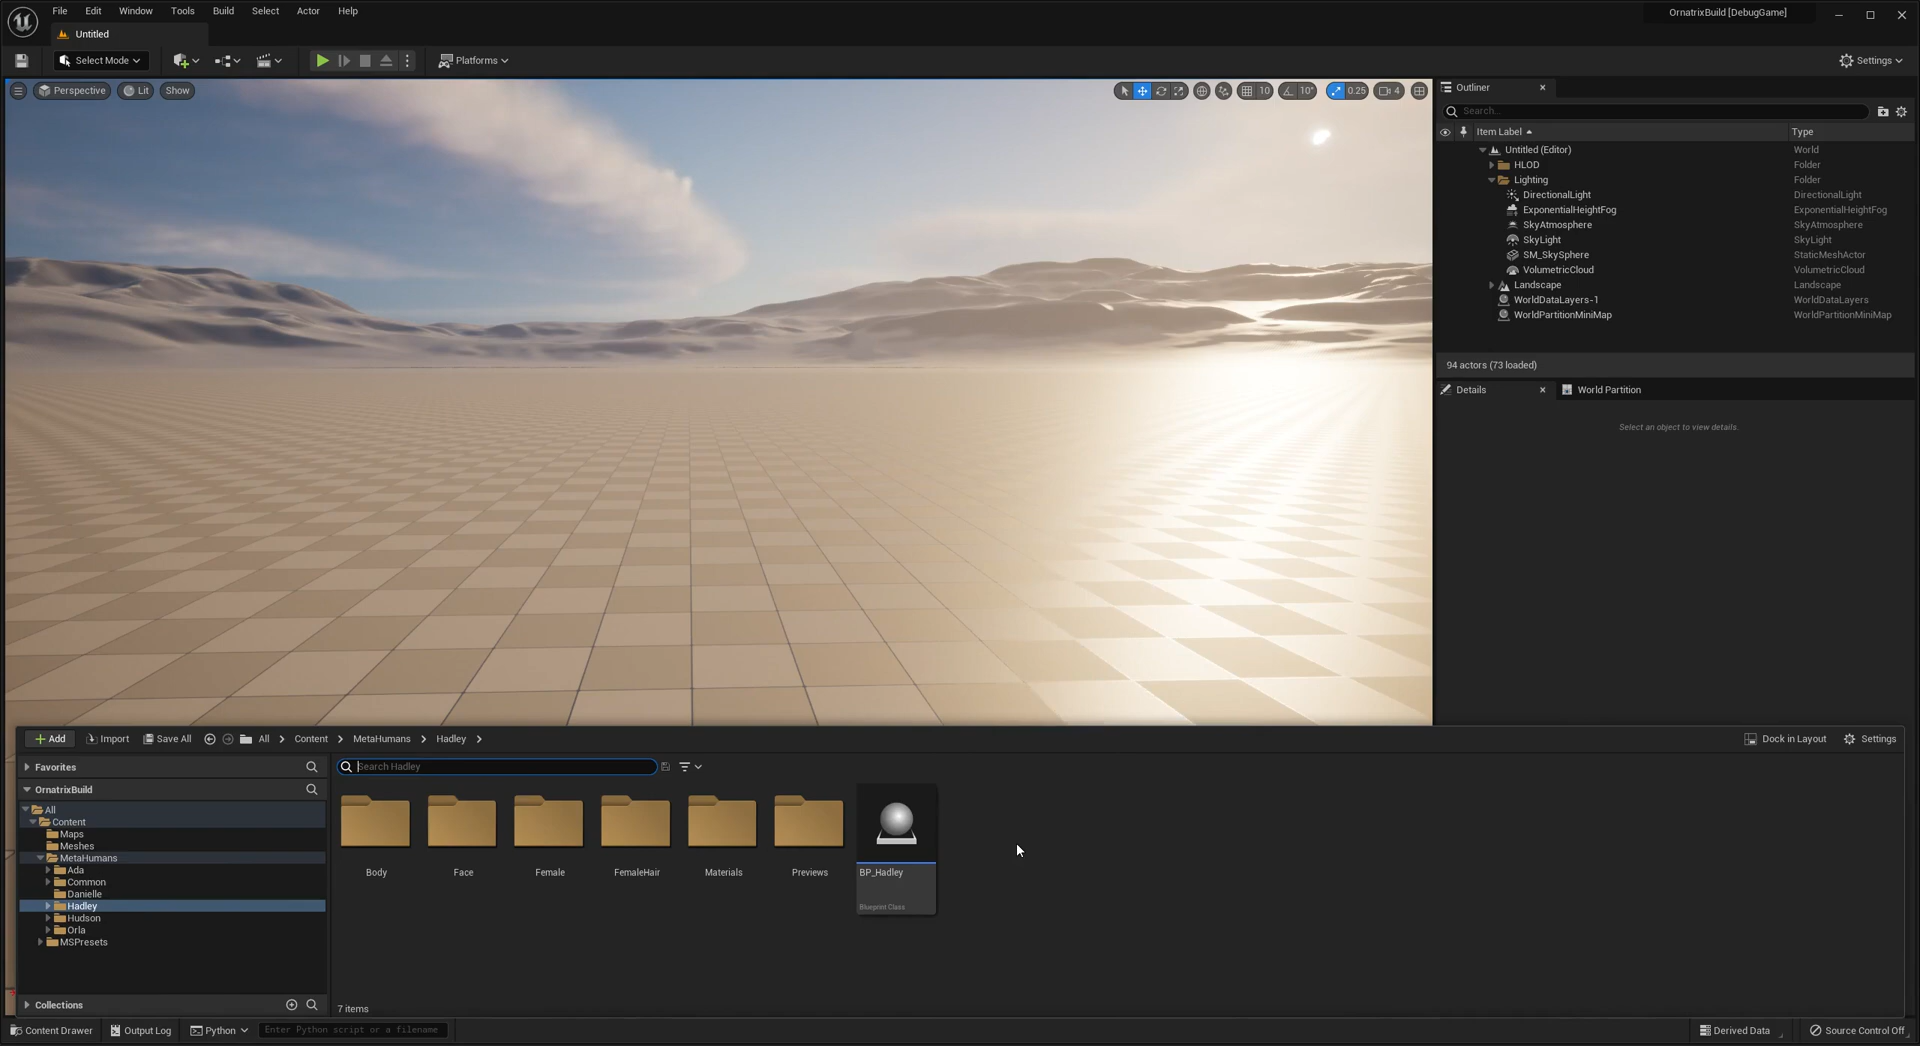 File Edit Window Tools Build Select Actor Help
OrnatrixBuild [DebugGame]
Untitled
Select Mode
Platforms
Settings
Perspective
Lit
Show
10
10°
0.25
4
Outliner
Search...
Item Label
Type
Untitled (Editor) World
HLOD Folder
Lighting Folder
DirectionalLight DirectionalLight
ExponentialHeightFog ExponentialHeightFog
SkyAtmosphere SkyAtmosphere
SkyLight SkyLight
SM_SkySphere StaticMeshActor
VolumetricCloud VolumetricCloud
Landscape Landscape
WorldDataLayers-1 WorldDataLayers
WorldPartitionMiniMap WorldPartitionMiniMap
94 actors (73 loaded)
Details
World Partition
Select an object to view details.
Add
Import
Save All
All
Content
MetaHumans
Hadley
Dock in Layout
Settings
Favorites
OrnatrixBuild
All
Content
Maps
Meshes
MetaHumans
Ada
Common
Danielle
Hadley
Hudson
Orla
MSPresets
Collections
Search Hadley
Body
Face
Female
FemaleHair
Materials
Previews
BP_Hadley
Blueprint Class
7 items
Content Drawer
Output Log
Python
Enter Python script or a filename
Derived Data
Source Control Off